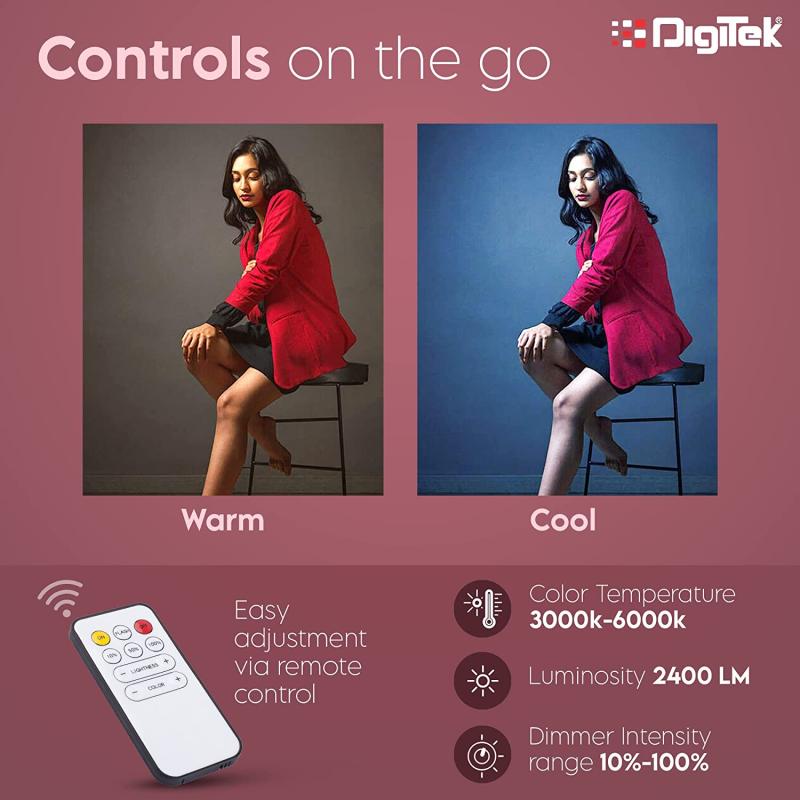 Controls on the go
DigiTek®
Warm
Cool
Easy
adjustment
via remote
control
ON
FLASH
10%
50%
100%
− LIGHTNESS +
− COLOR +
Color Temperature
3000k-6000k
Luminosity 2400 LM
Dimmer Intensity
range 10%-100%